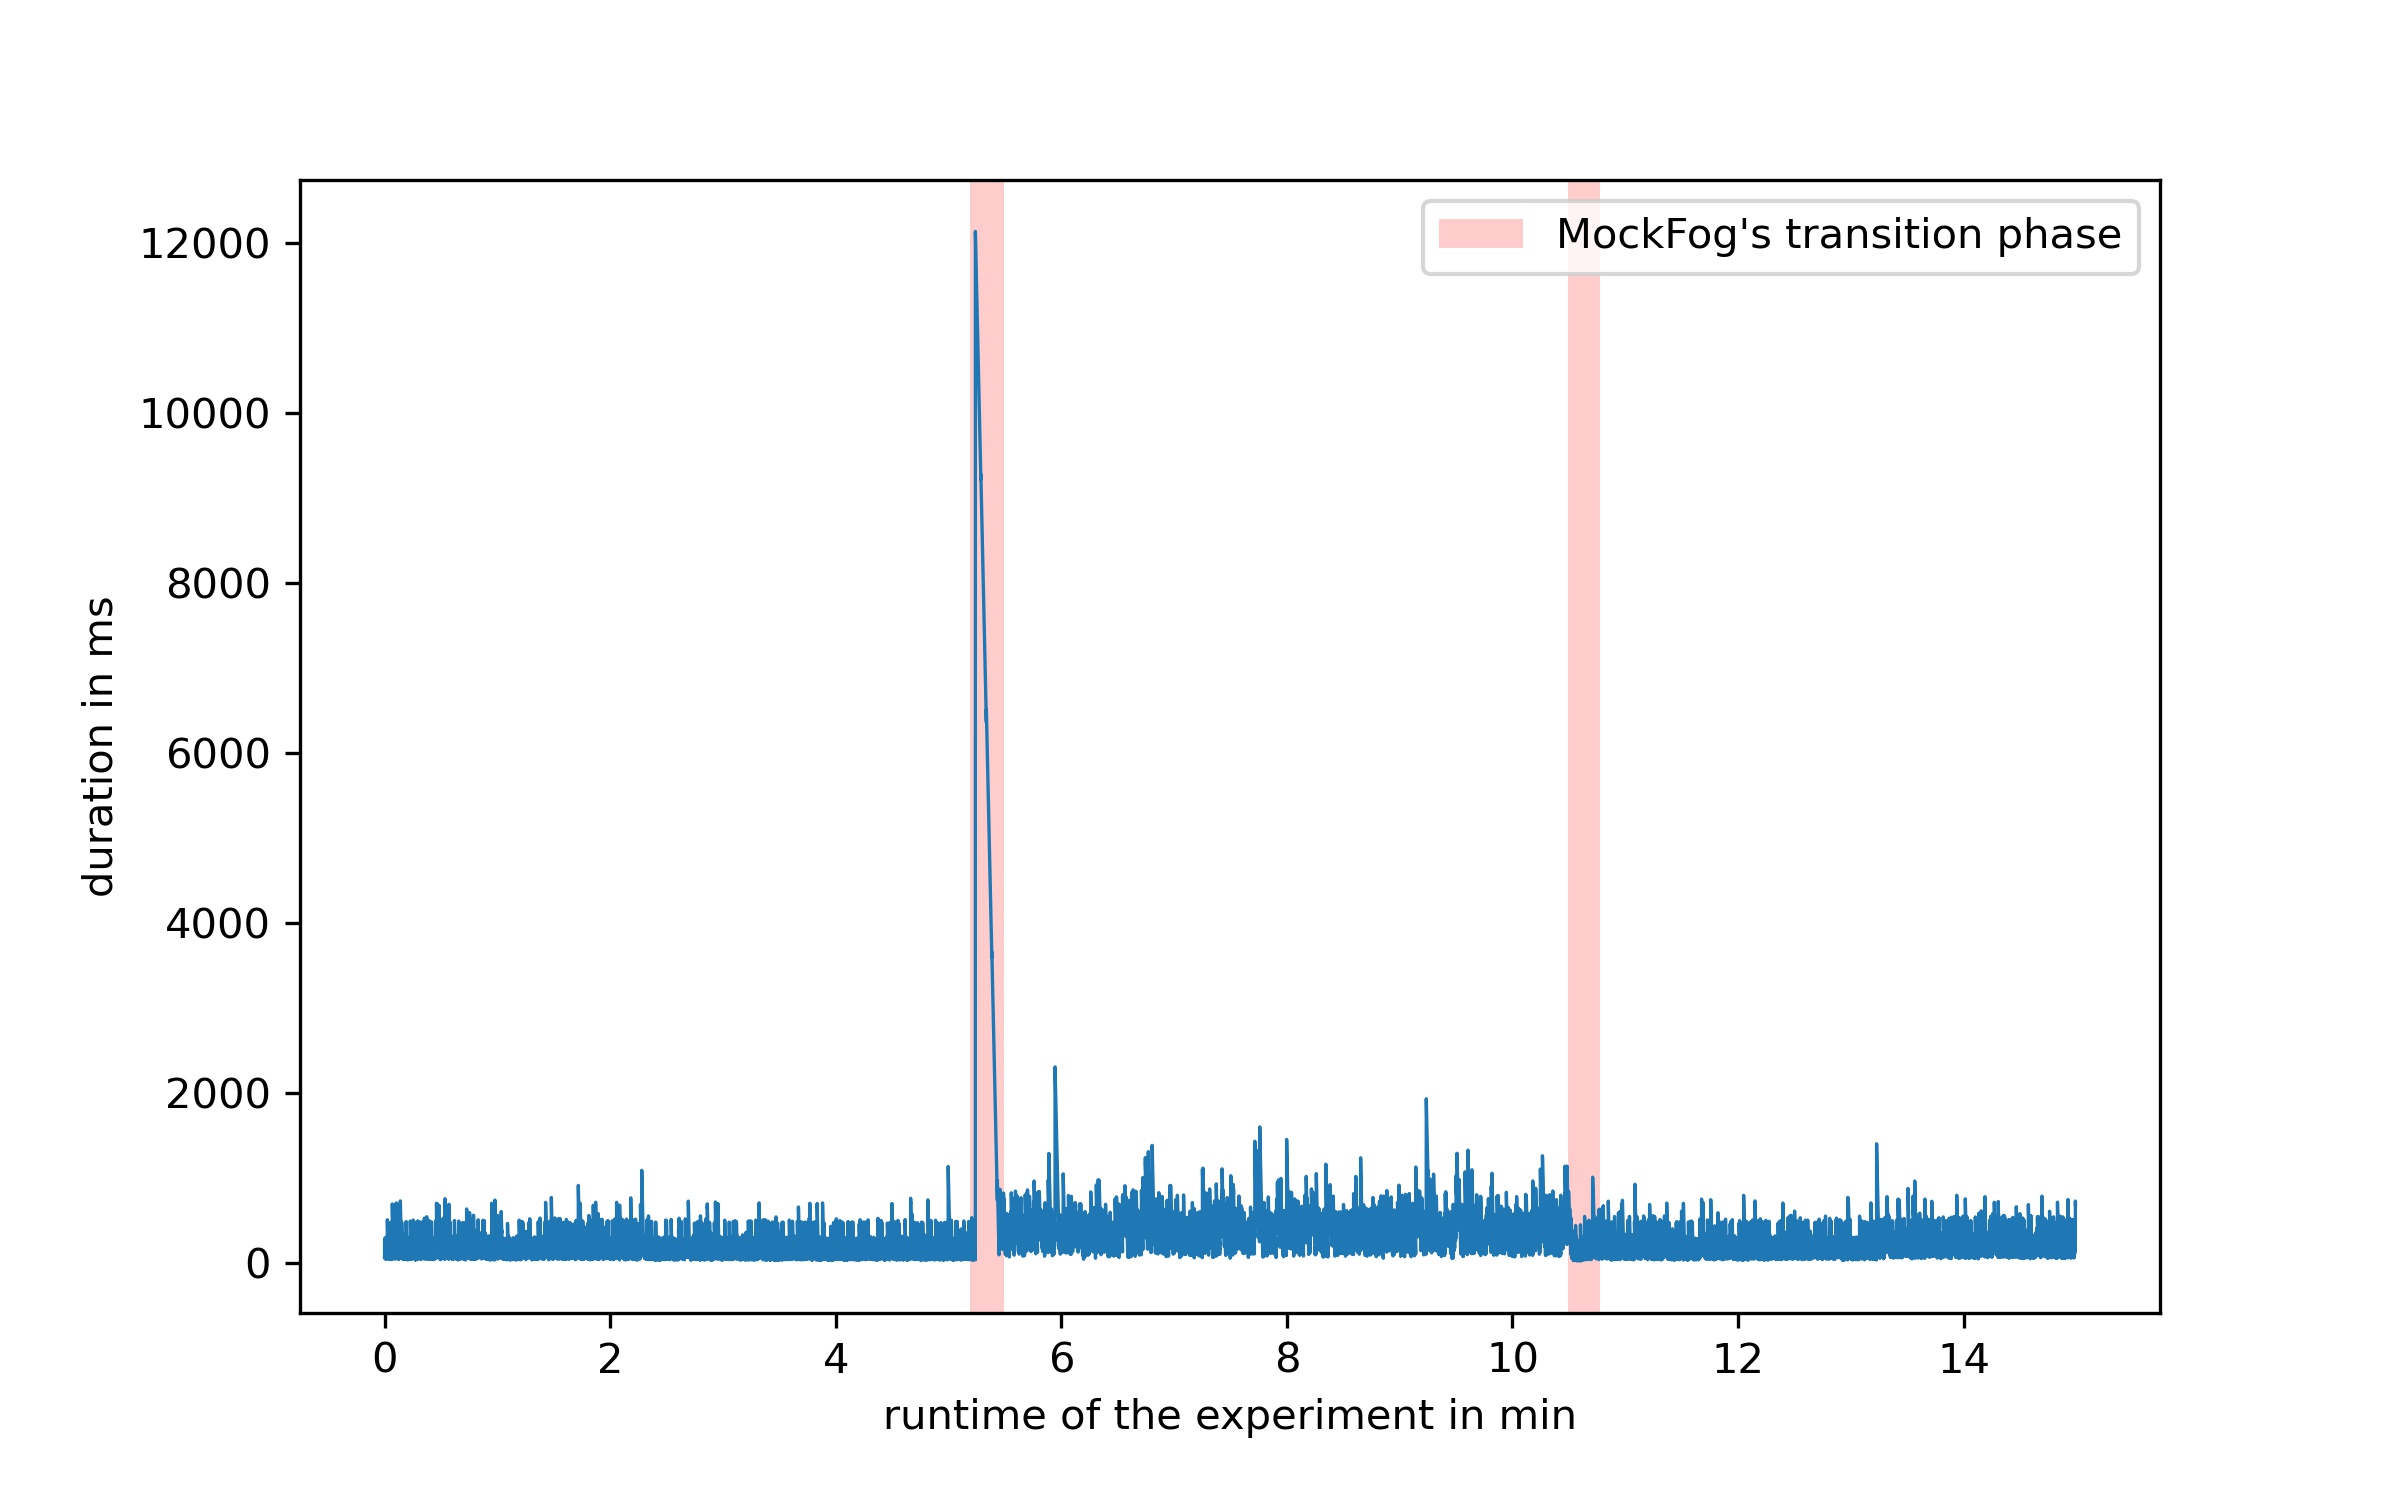 MockFog's transition phase
12000
10000
8000
6000
4000
2000
0
duration in ms
0 2 4 6 8 10 12 14
runtime of the experiment in min